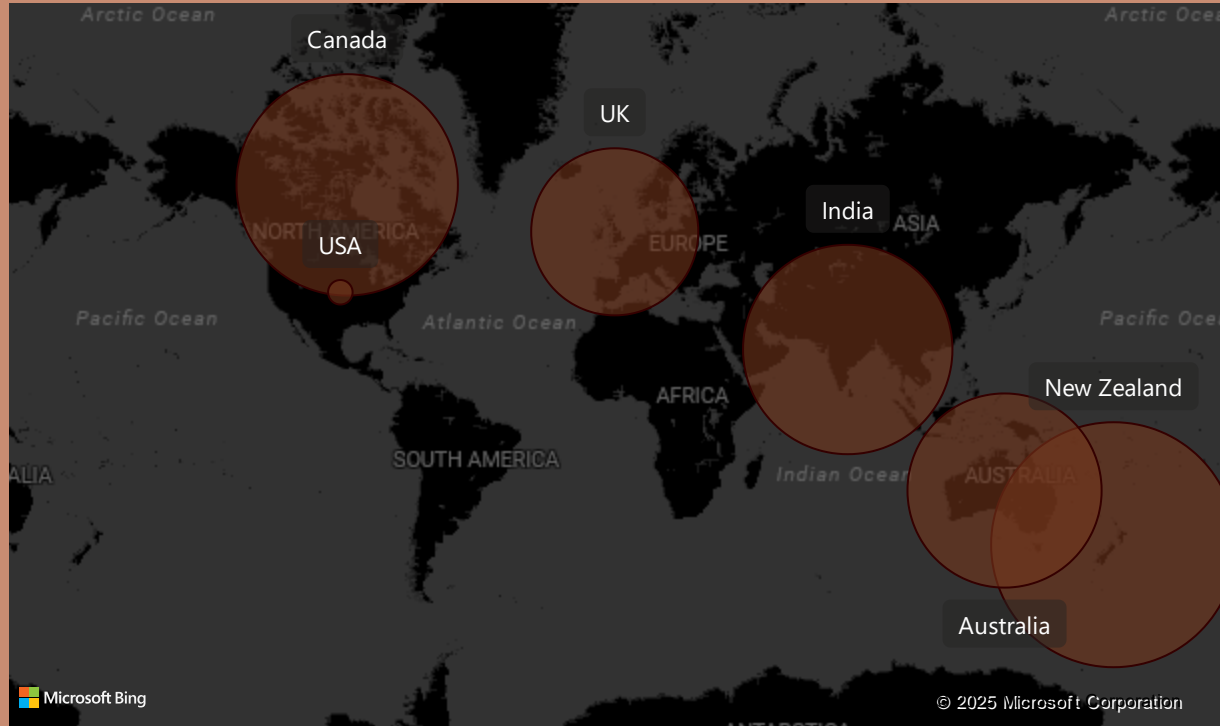 Arctic Ocean
Arctic Ocea
Canada
UK
India
ASIA
NORTH AMERICA
USA
EUROPE
Pacific Ocean
Atlantic Ocean
Pacific Ocea
New Zealand
AFRICA
SOUTH AMERICA
ALIA
Indian Ocean
AUSTRALIA
Australia
Microsoft Bing
© 2025 Microsoft Corporation
ANTARCTICA